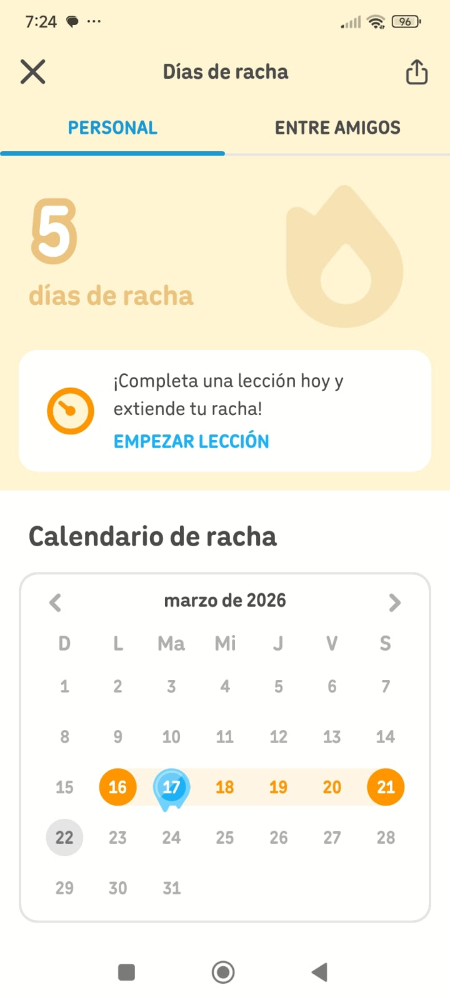 7:24 ... 96
Días de racha
PERSONAL ENTRE AMIGOS
5
días de racha
¡Completa una lección hoy y
extiende tu racha!
EMPEZAR LECCIÓN
Calendario de racha
marzo de 2026
D L Ma Mi J V S
1 2 3 4 5 6 7
8 9 10 11 12 13 14
15 16 17 18 19 20 21
22 23 24 25 26 27 28
29 30 31